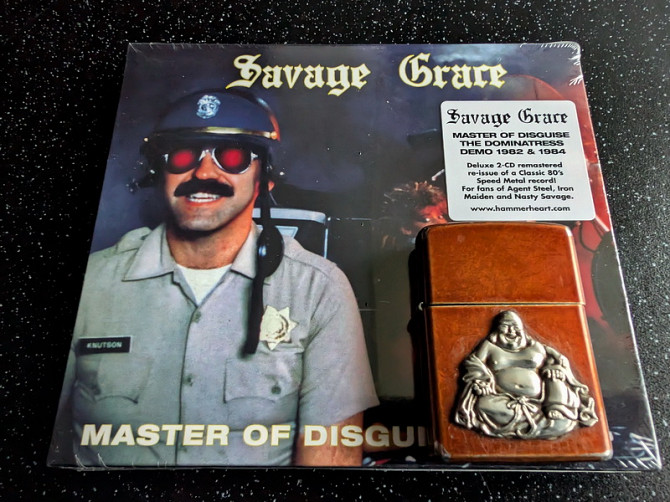 Savage Grace
Savage Grace
MASTER OF DISGUISE
THE DOMINATRESS
DEMO 1982 & 1984
Deluxe 2-CD remastered
re-issue of a Classic 80's
Speed Metal record!
For fans of Agent Steel, Iron
Maiden and Nasty Savage.
www.hammerheart.com
KNUTSON
MASTER OF DISGUI